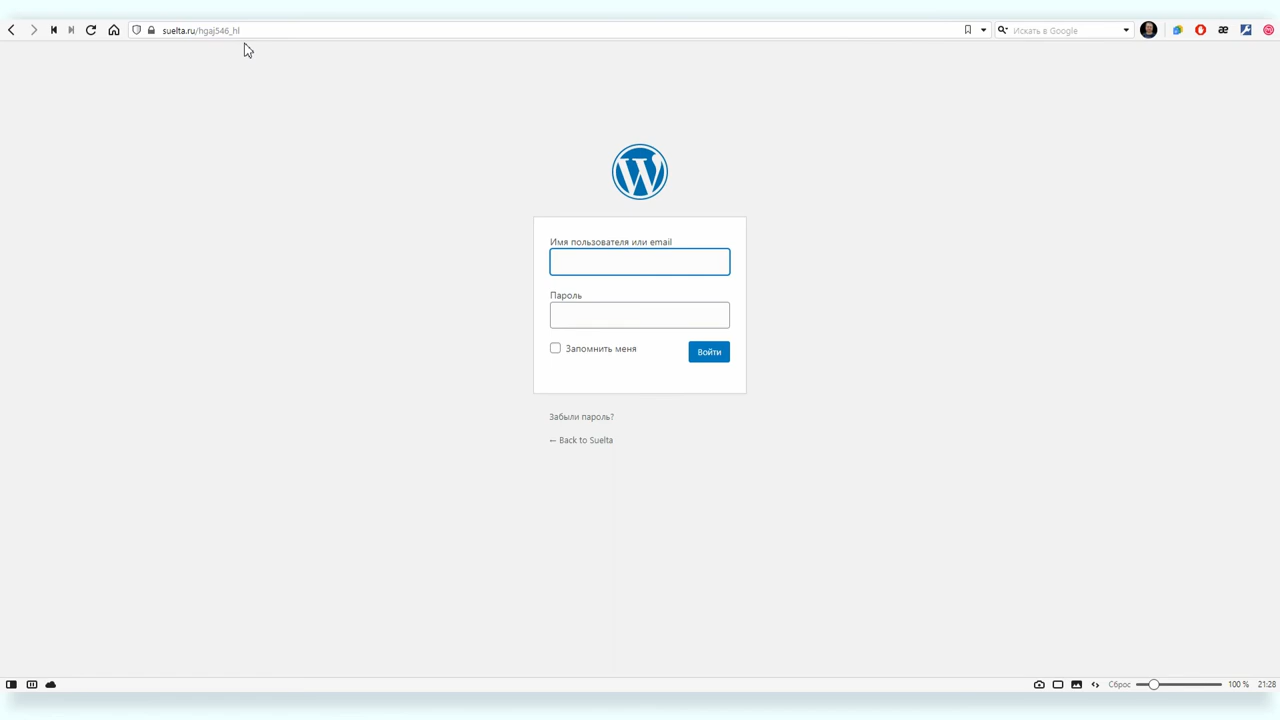 suelta.ru/hgaj546_hl
Искать в Google
Имя пользователя или email
Пароль
Запомнить меня
Войти
Забыли пароль?
← Back to Suelta
Сброс
100 %
21:28